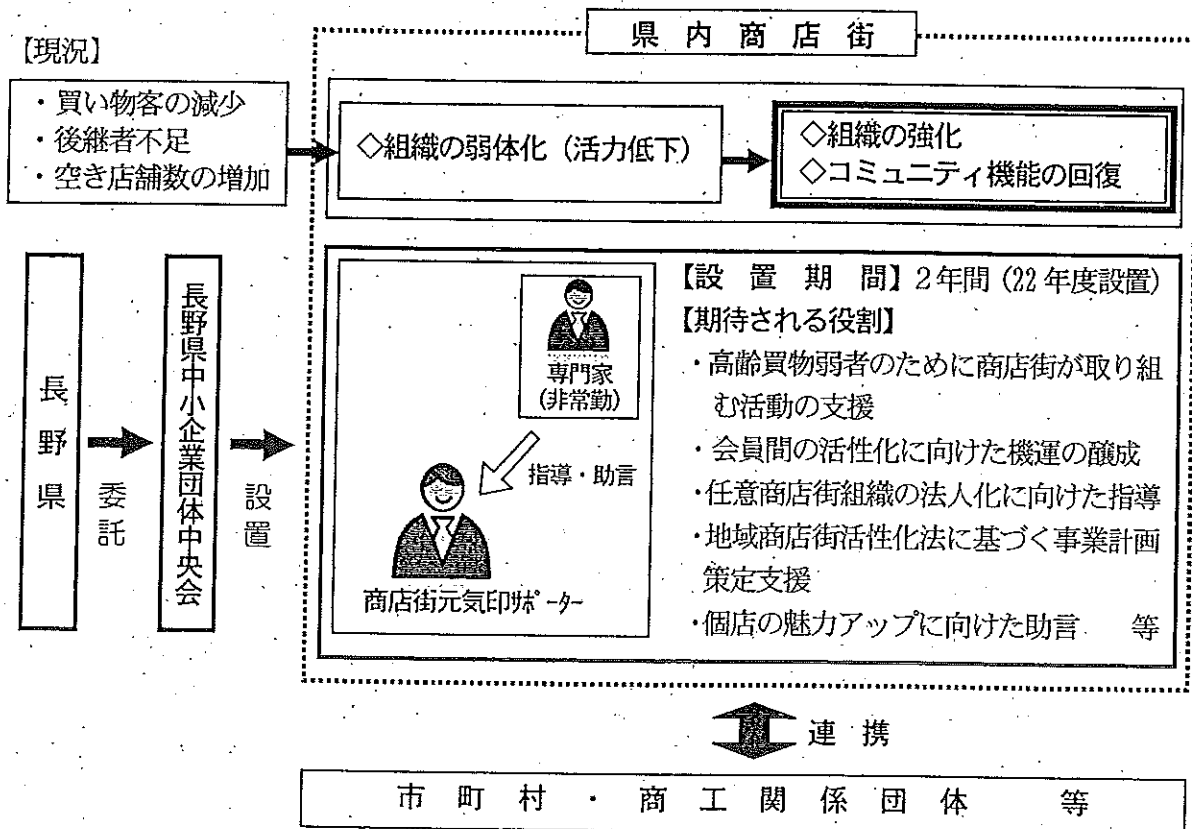 県内商店街
【現況】
・買い物客の減少
・後継者不足
・空き店舗数の増加
◇組織の弱体化（活力低下）
◇組織の強化
◇コミュニティ機能の回復
長野県
委託
長野県中小企業団体中央会
設置
専門家
(非常勤)
指導・助言
商店街元気印ｻﾎﾟｰﾀｰ
【設置期間】2年間（22年度設置）
【期待される役割】
・高齢買物弱者のために商店街が取り組
む活動の支援
・会員間の活性化に向けた機運の醸成
・任意商店街組織の法人化に向けた指導
・地域商店街活性化法に基づく事業計画
策定支援
・個店の魅力アップに向けた助言　等
連携
市町村・商工関係団体　等